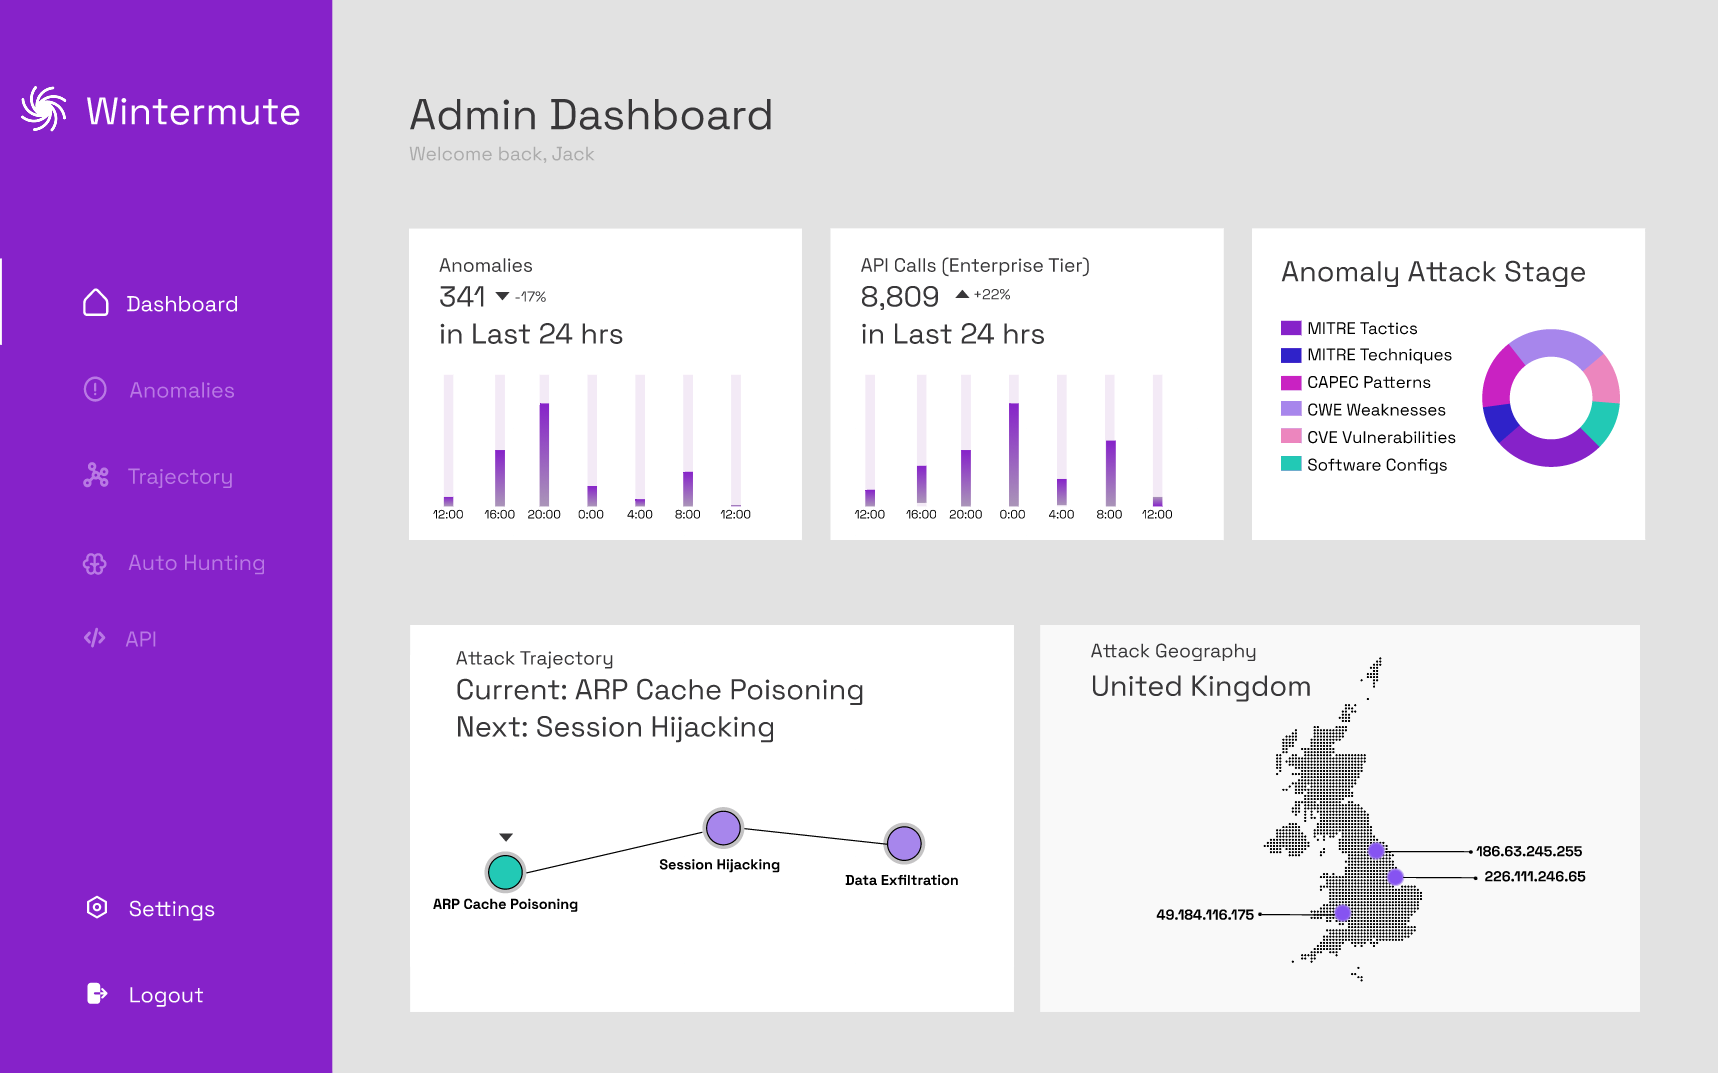 Wintermute
Dashboard
Anomalies
Trajectory
Auto Hunting
API
Settings
Logout
Admin Dashboard
Welcome back, Jack
Anomalies
341 -17%
in Last 24 hrs
12:00 16:00 20:00 0:00 4:00 8:00 12:00
API Calls (Enterprise Tier)
8,809 +22%
in Last 24 hrs
12:00 16:00 20:00 0:00 4:00 8:00 12:00
Anomaly Attack Stage
MITRE Tactics
MITRE Techniques
CAPEC Patterns
CWE Weaknesses
CVE Vulnerabilities
Software Configs
Attack Trajectory
Current: ARP Cache Poisoning
Next: Session Hijacking
Session Hijacking
Data Exfiltration
ARP Cache Poisoning
Attack Geography
United Kingdom
186.63.245.255
226.111.246.65
49.184.116.175